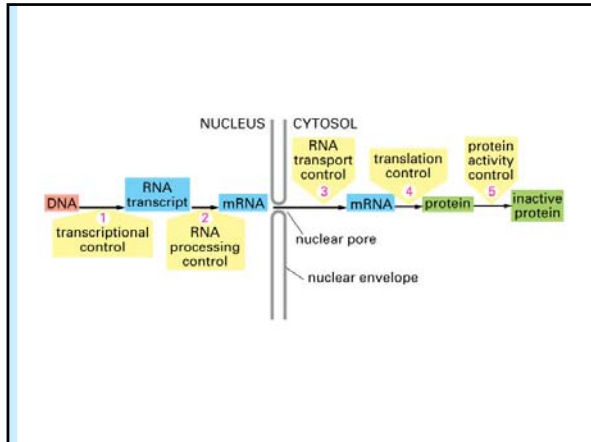 NUCLEUS
CYTOSOL
DNA
1
transcriptional
control
RNA
transcript
2
RNA
processing
control
mRNA
RNA
transport
control
3
nuclear pore
nuclear envelope
mRNA
translation
control
4
protein
protein
activity
control
5
inactive
protein